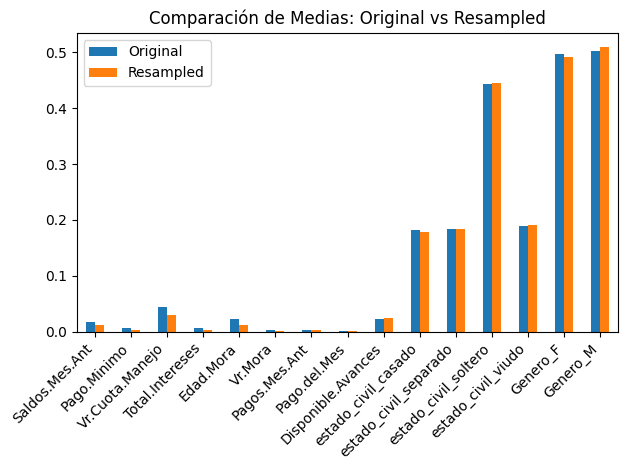 Comparación de Medias: Original vs Resampled
Original
Resampled
0.5
0.4
0.3
0.2
0.1
0.0
Saldos.Mes.Ant
Pago.Minimo
Vr.Cuota.Manejo
Total.Intereses
Edad.Mora
Vr.Mora
Pagos.Mes.Ant
Pago.del.Mes
Disponible.Avances
estado_civil_casado
estado_civil_separado
estado_civil_soltero
estado_civil_viudo
Genero_F
Genero_M